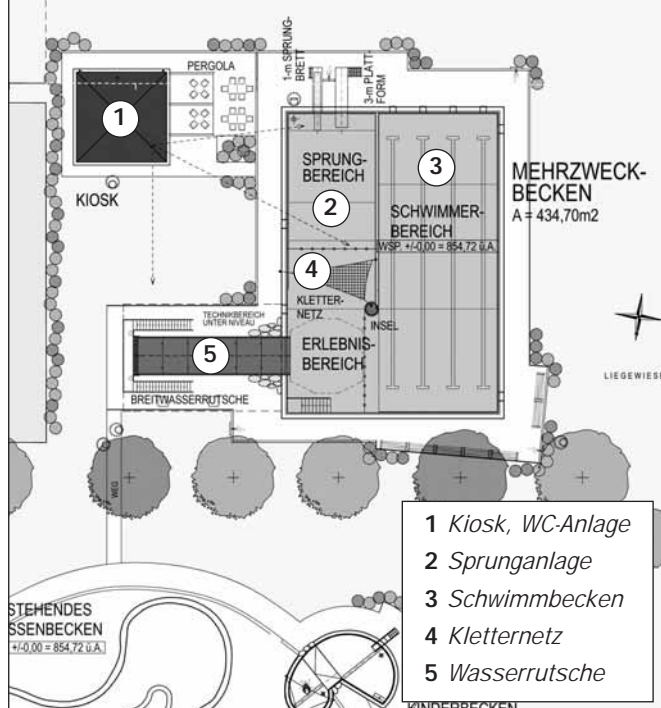 PERGOLA
1-m SPRUNG-
BRETT
3-m PLATT-
FORM
1
KIOSK
SPRUNG-
BEREICH
2
3
SCHWIMMER-
BEREICH
WSP. +/-0,00 = 854,72 ü.A.
MEHRZWECK-
BECKEN
A = 434,70m2
4
KLETTER-
NETZ
INSEL
ERLEBNIS-
BEREICH
TECHNIKBEREICH
UNTER NIVEAU
5
BREITWASSERRUTSCHE
LIEGEWIESE
WEG
STEHENDES
SSENBECKEN
+/-0,00 = 854,72 ü.A.
KINDERBECKEN
1 Kiosk, WC-Anlage
2 Sprunganlage
3 Schwimmbecken
4 Kletternetz
5 Wasserrutsche